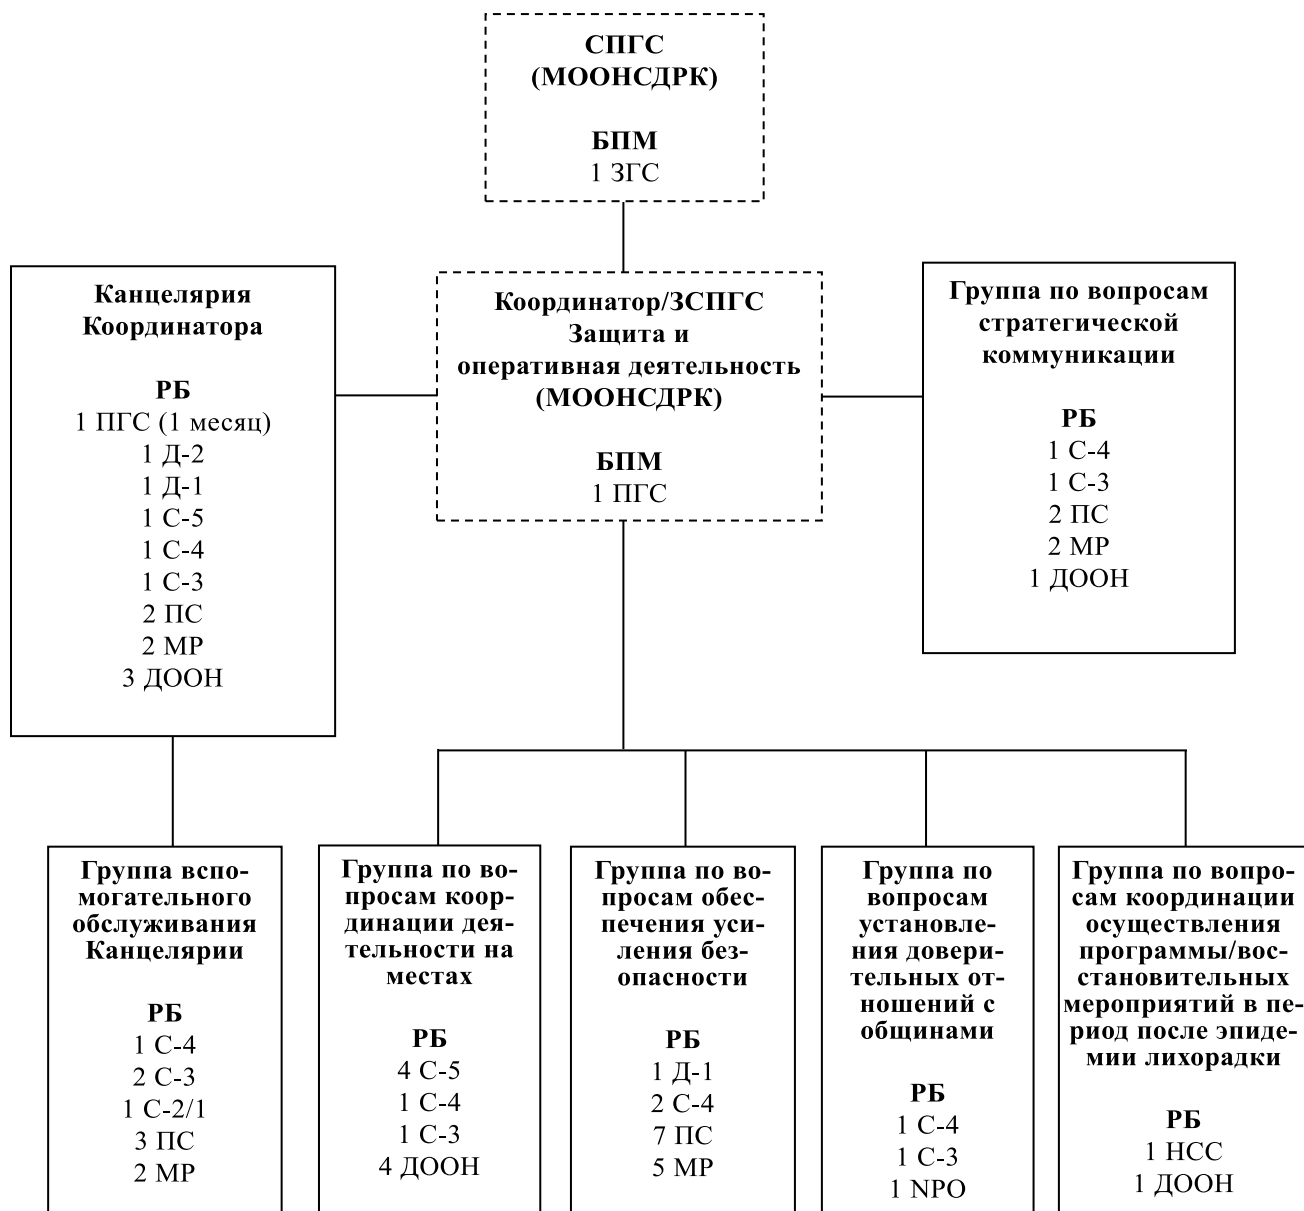 СПГС
(МООНСДРК)
БПМ
1 ЗГС
Канцелярия
Координатора
РБ
1 ПГС (1 месяц)
1 Д-2
1 Д-1
1 С-5
1 С-4
1 С-3
2 ПС
2 МР
3 ДООН
Координатор/ЗСПГС
Защита и
оперативная деятельность
(МООНСДРК)
БПМ
1 ПГС
Группа по вопросам
стратегической
коммуникации
РБ
1 С-4
1 С-3
2 ПС
2 МР
1 ДООН
Группа вспо-
могательного
обслуживания
Канцелярии
РБ
1 С-4
2 С-3
1 С-2/1
3 ПС
2 МР
Группа по во-
просам коор-
динации дея-
тельности на
местах
РБ
4 С-5
1 С-4
1 С-3
4 ДООН
Группа по во-
просам обес-
печения уси-
ления без-
опасности
РБ
1 Д-1
2 С-4
7 ПС
5 МР
Группа по
вопросам
установле-
ния довери-
тельных от-
ношений с
общинами
РБ
1 С-4
1 С-3
1 NPO
Группа по вопро-
сам координации
осуществления
программы/вос-
становительных
мероприятий в пе-
риод после эпиде-
мии лихорадки
РБ
1 НСС
1 ДООН